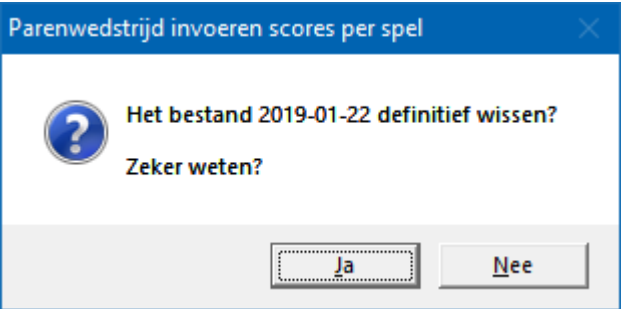 Parenwedstrijd invoeren scores per spel
Het bestand 2019-01-22 definitief wissen?
Zeker weten?
Ja
Nee